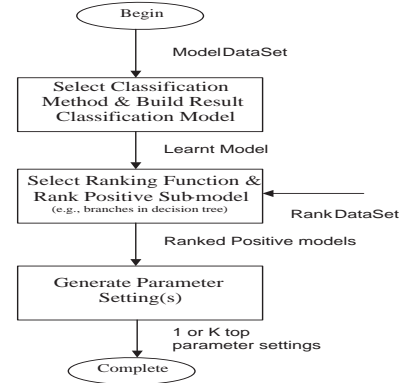 Begin
ModelDataSet
Select Classification
Method & Build Result
Classification Model
Learnt Model
Select Ranking Function &
Rank Positive Sub-model
(e.g., branches in decision tree)
RankDataSet
Ranked Positive models
Generate Parameter
Setting(s)
1 or K top
parameter settings
Complete